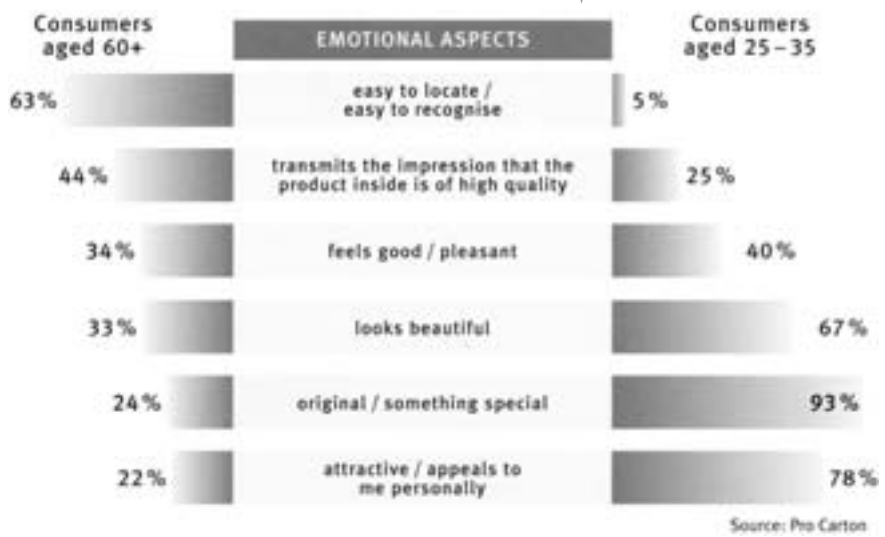 Consumers
aged 60+
EMOTIONAL ASPECTS
Consumers
aged 25–35
63%
easy to locate /
easy to recognise
5%
44%
transmits the impression that the
product inside is of high quality
25%
34%
feels good / pleasant
40%
33%
looks beautiful
67%
24%
original / something special
93%
22%
attractive / appeals to
me personally
78%
Source: Pro Carton